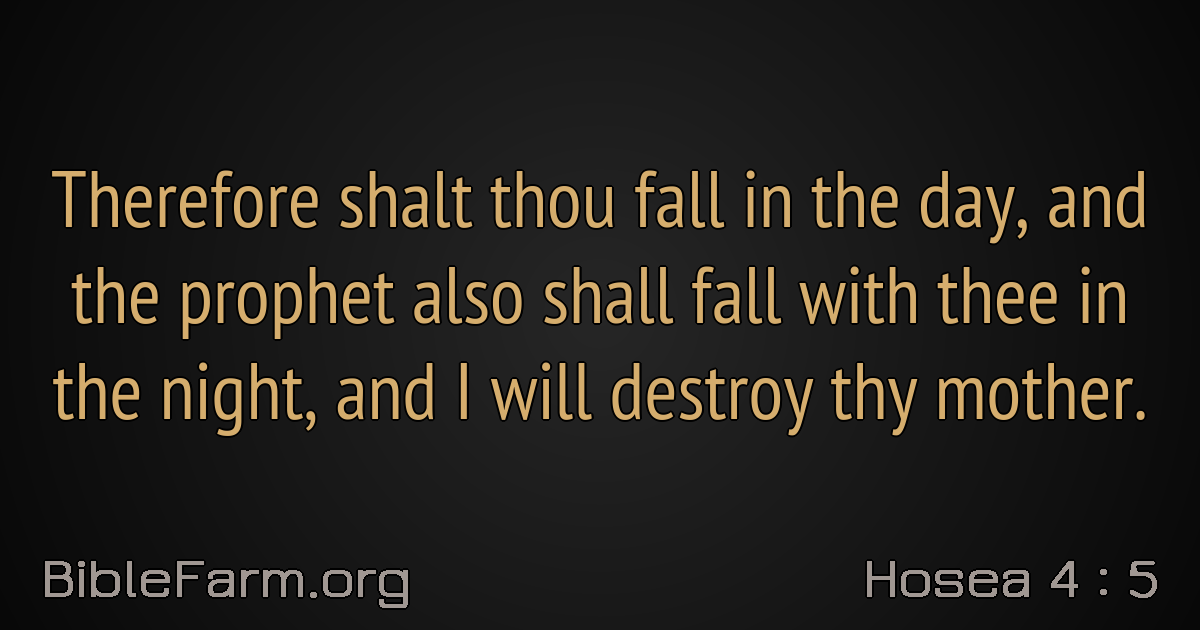 Therefore shalt thou fall in the day, and
the prophet also shall fall with thee in
the night, and I will destroy thy mother.
BibleFarm.org
Hosea 4 : 5